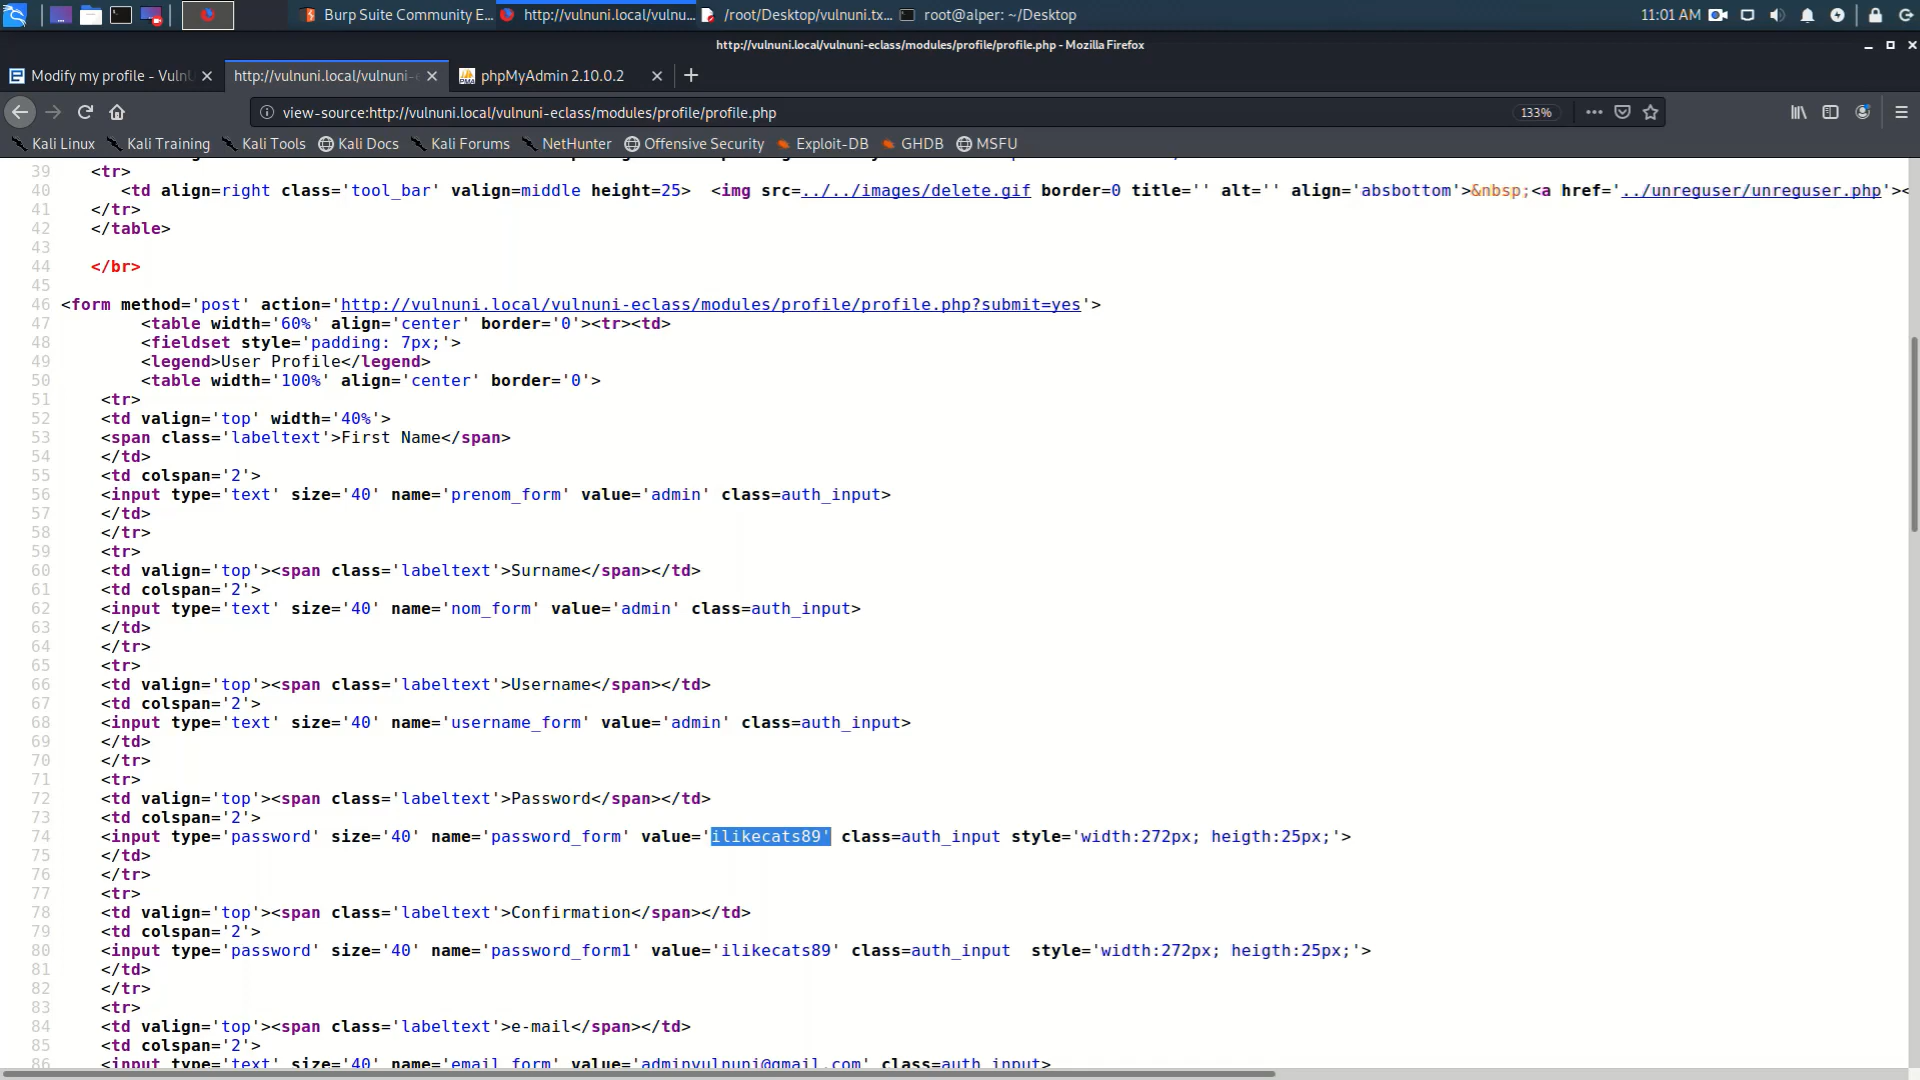 Burp Suite Community E...
http://vulnuni.local/vulnu...
/root/Desktop/vulnuni.tx...
root@alper: ~/Desktop
11:01 AM
http://vulnuni.local/vulnuni-eclass/modules/profile/profile.php - Mozilla Firefox
Modify my profile - VulnU
http://vulnuni.local/vulnuni-e
phpMyAdmin 2.10.0.2
view-source:http://vulnuni.local/vulnuni-eclass/modules/profile/profile.php
133%
Kali Linux
Kali Training
Kali Tools
Kali Docs
Kali Forums
NetHunter
Offensive Security
Exploit-DB
GHDB
MSFU
39 <tr>
40 <td align=right class='tool_bar' valign=middle height=25> <img src=../../images/delete.gif border=0 title='' alt='' align='absbottom'>&nbsp;<a href='../unreguser/unreguser.php'><
41 </tr>
42 </table>
43
44 </br>
45
46 <form method='post' action='http://vulnuni.local/vulnuni-eclass/modules/profile/profile.php?submit=yes'>
47 <table width='60%' align='center' border='0'><tr><td>
48 <fieldset style='padding: 7px;'>
49 <legend>User Profile</legend>
50 <table width='100%' align='center' border='0'>
51 <tr>
52 <td valign='top' width='40%'>
53 <span class='labeltext'>First Name</span>
54 </td>
55 <td colspan='2'>
56 <input type='text' size='40' name='prenom_form' value='admin' class=auth_input>
57 </td>
58 </tr>
59 <tr>
60 <td valign='top'><span class='labeltext'>Surname</span></td>
61 <td colspan='2'>
62 <input type='text' size='40' name='nom_form' value='admin' class=auth_input>
63 </td>
64 </tr>
65 <tr>
66 <td valign='top'><span class='labeltext'>Username</span></td>
67 <td colspan='2'>
68 <input type='text' size='40' name='username_form' value='admin' class=auth_input>
69 </td>
70 </tr>
71 <tr>
72 <td valign='top'><span class='labeltext'>Password</span></td>
73 <td colspan='2'>
74 <input type='password' size='40' name='password_form' value='ilikecats89' class=auth_input style='width:272px; heigth:25px;'>
75 </td>
76 </tr>
77 <tr>
78 <td valign='top'><span class='labeltext'>Confirmation</span></td>
79 <td colspan='2'>
80 <input type='password' size='40' name='password_form1' value='ilikecats89' class=auth_input  style='width:272px; heigth:25px;'>
81 </td>
82 </tr>
83 <tr>
84 <td valign='top'><span class='labeltext'>e-mail</span></td>
85 <td colspan='2'>
86 <input type='text' size='40' name='email_form' value='adminvulnuni@gmail.com' class=auth_input>